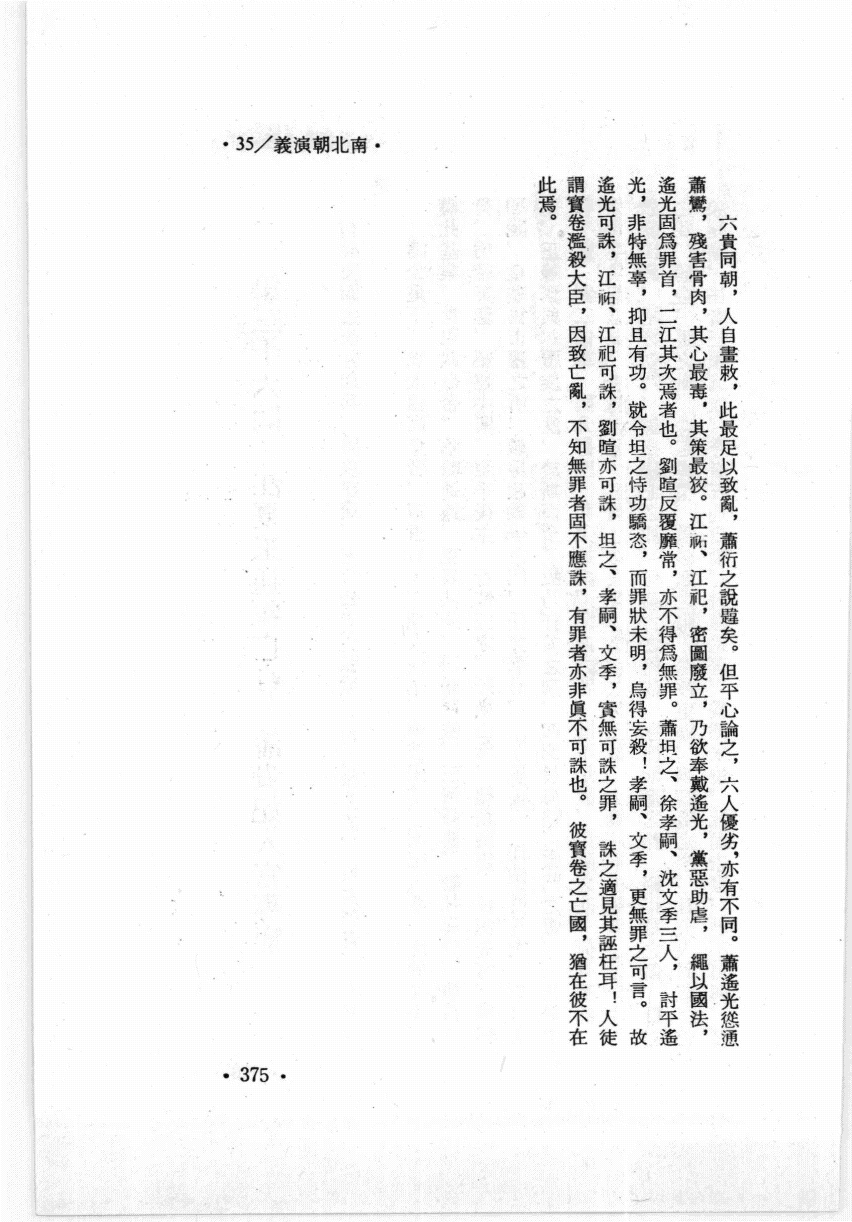 ・35／義演朝北南・
六貴同朝，人自畫敕，此最足以致亂，蕭衍之說韙矣。但平心論之，六人優劣，亦有不同。蕭遙光慫恿
蕭鸞，殘害骨肉，其心最毒，其策最狡。江祏、江祀，密圖廢立，乃欲奉戴遙光，黨惡助虐，繩以國法，
遙光固爲罪首，二江其次焉者也。劉暄反覆靡常，亦不得爲無罪。蕭坦之、徐孝嗣、沈文季三人，討平遙
光，非特無辜，抑且有功。就令坦之恃功驕恣，而罪狀未明，烏得妄殺！孝嗣、文季，更無罪之可言。故
遙光可誅，江祏、江祀可誅，劉暄亦可誅，坦之、孝嗣、文季，實無可誅之罪，誅之適見其誣枉耳！人徒
謂寶卷濫殺大臣，因致亡亂，不知無罪者固不應誅，有罪者亦非眞不可誅也。彼寶卷之亡國，猶在彼不在
此焉。
・375・